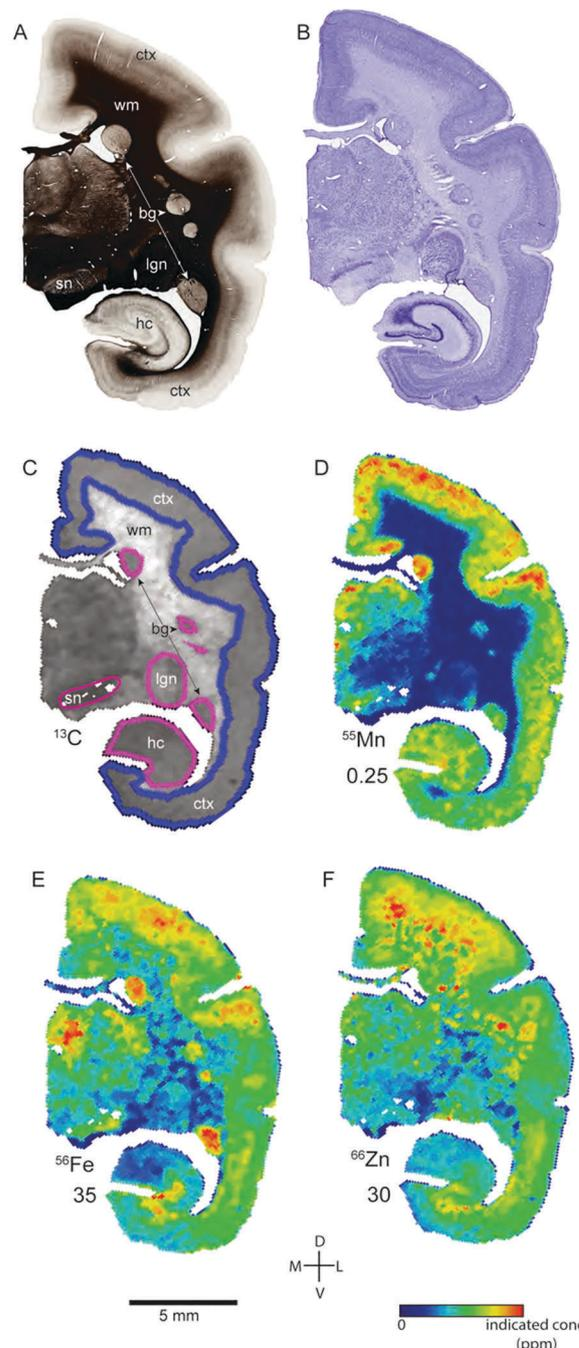 A
ctx
wm
bg
lgn
sn
hc
ctx
B
C
ctx
wm
bg
lgn
sn
¹³C
hc
ctx
D
⁵⁵Mn
0.25
E
⁵⁶Fe
35
F
⁶⁶Zn
30
D
M L
V
5 mm
0 indicated conc
(ppm)